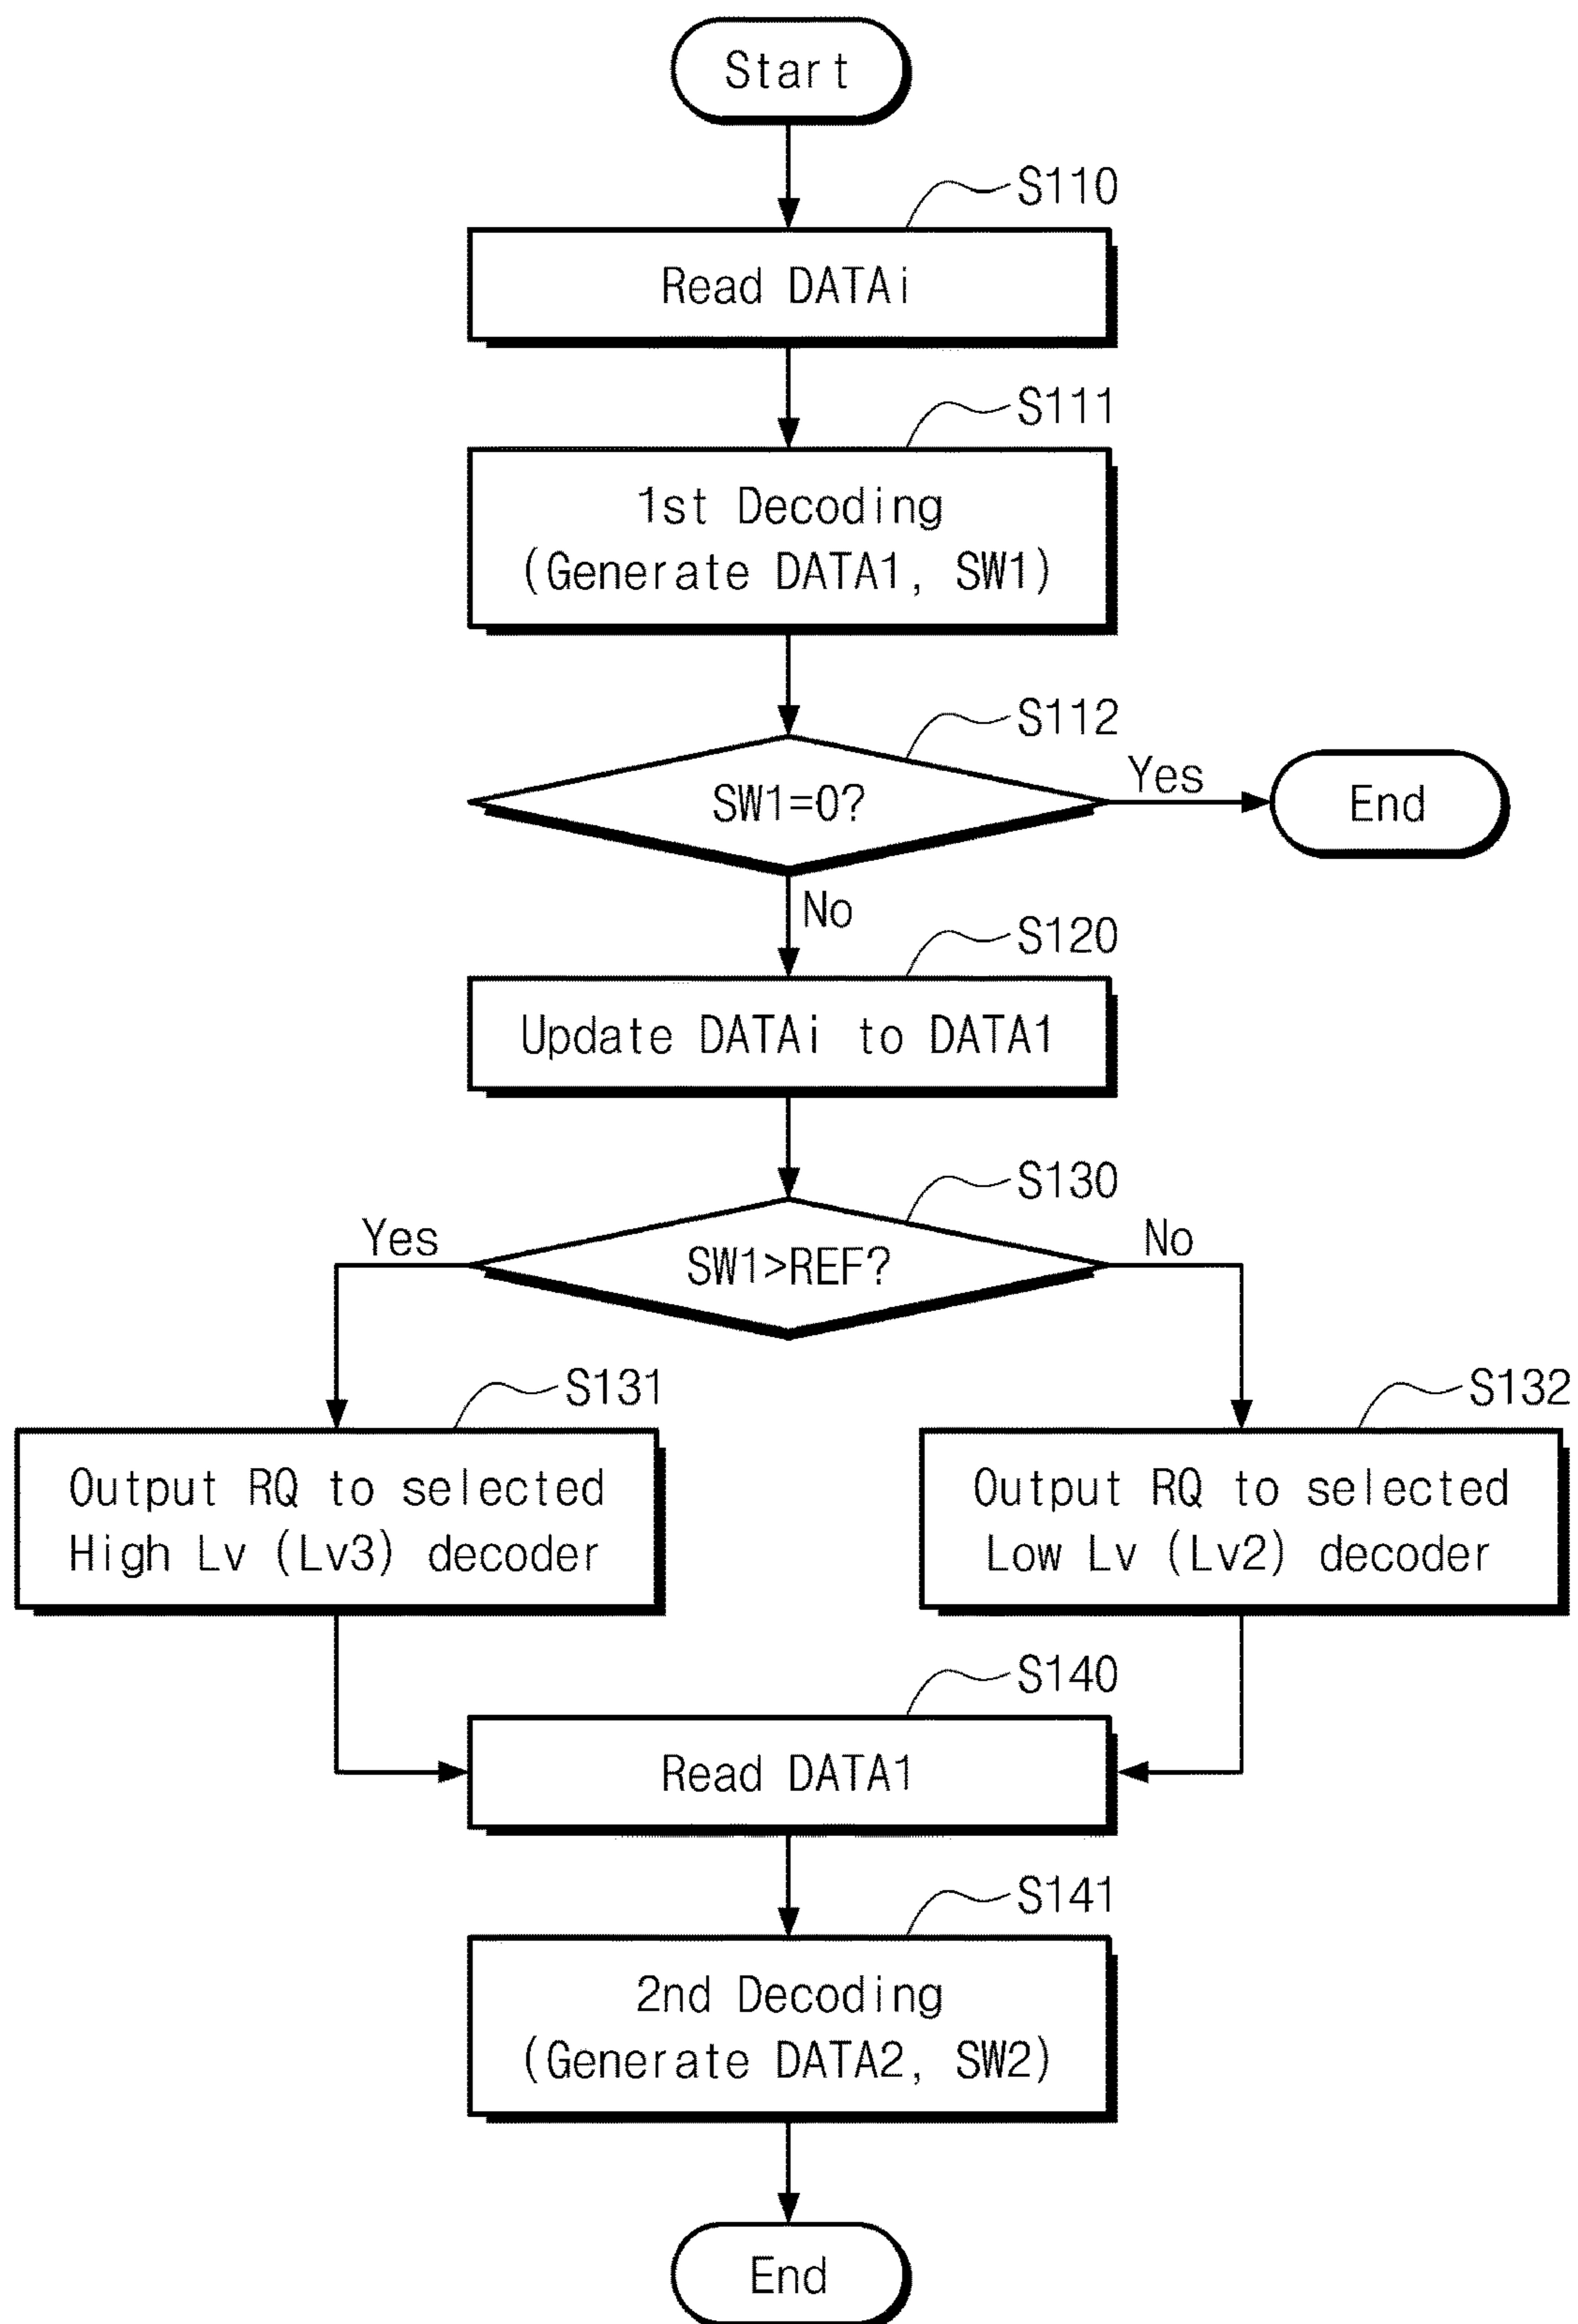 Start
S110
Read DATAi
S111
1st Decoding
(Generate DATA1, SW1)
S112
SW1=0?
Yes
End
No
S120
Update DATAi to DATA1
S130
Yes
SW1>REF?
No
S131
S132
Output RQ to selected
High Lv (Lv3) decoder
Output RQ to selected
Low Lv (Lv2) decoder
S140
Read DATA1
S141
2nd Decoding
(Generate DATA2, SW2)
End